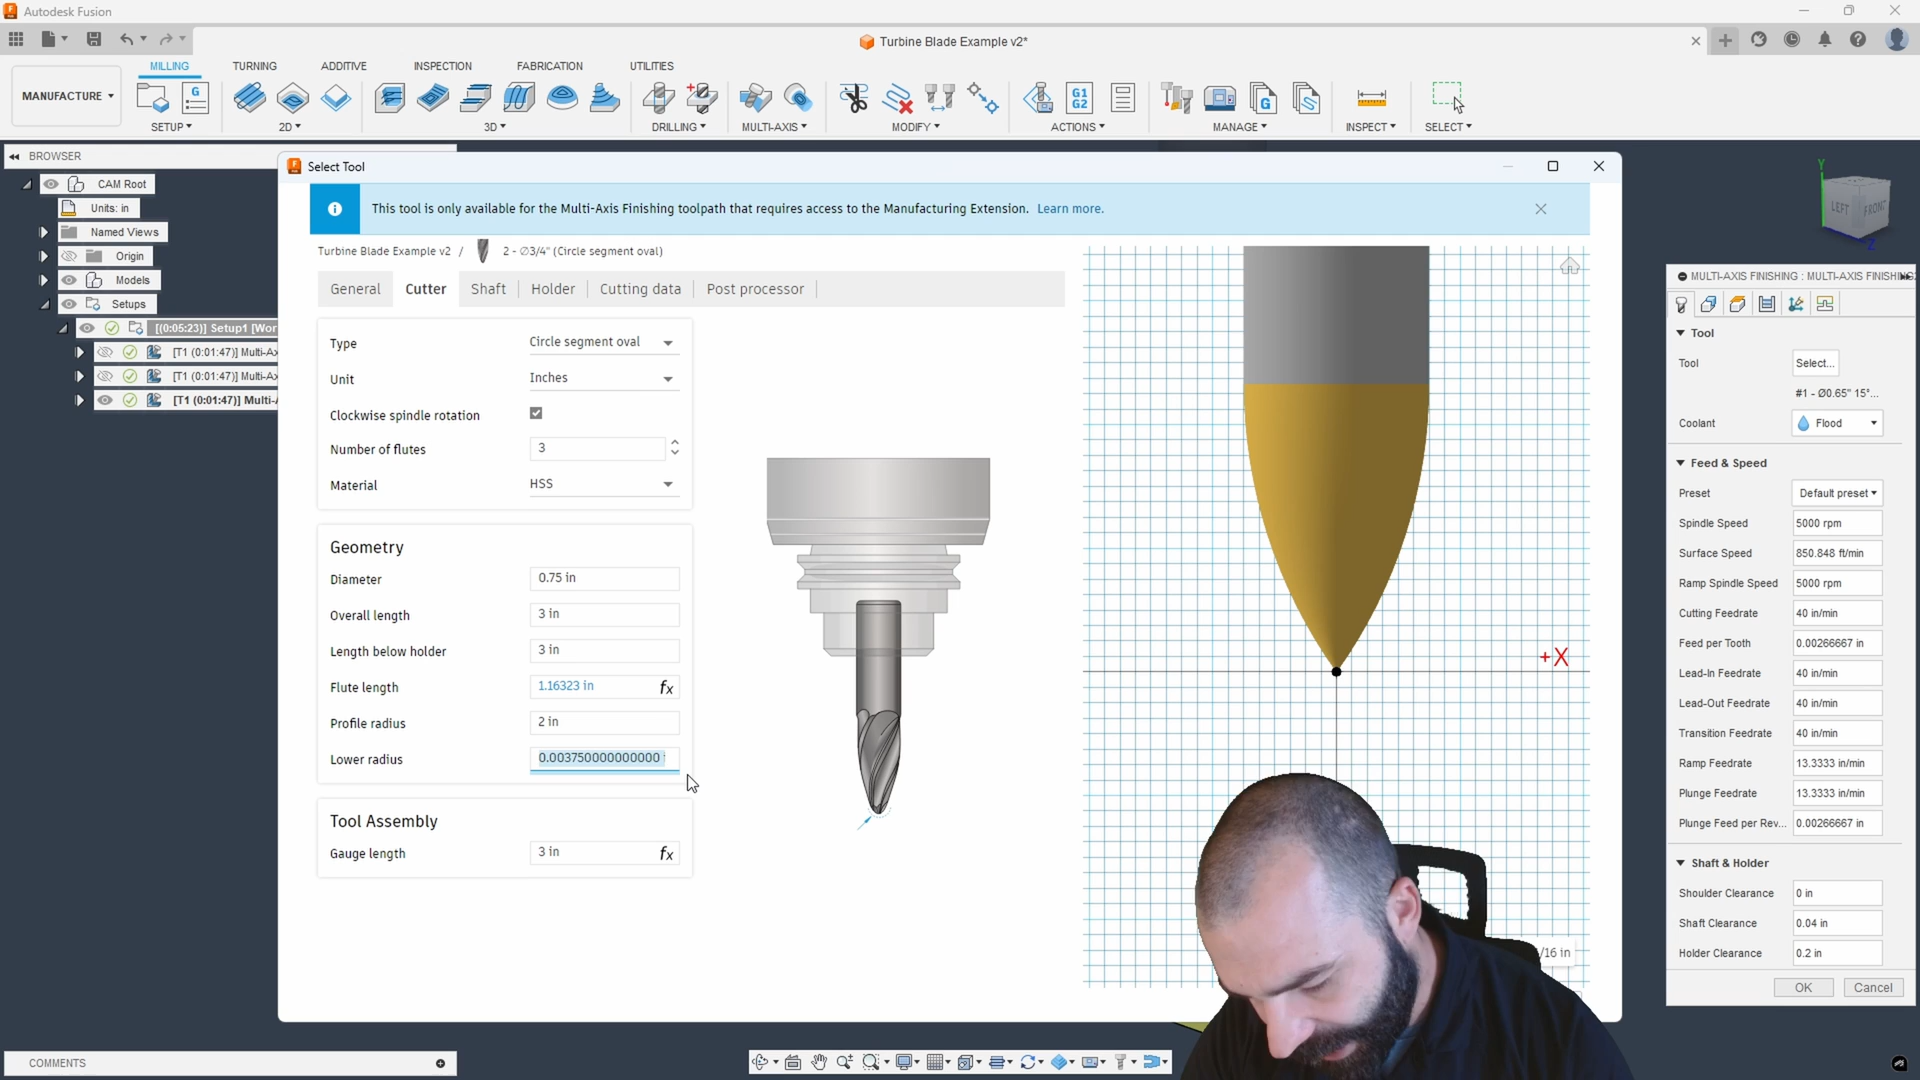 Autodesk Fusion
Turbine Blade Example v2*
MANUFACTURE
MILLING
TURNING
ADDITIVE
INSPECTION
FABRICATION
UTILITIES
SETUP
2D
3D
DRILLING
MULTI-AXIS
MODIFY
ACTIONS
MANAGE
INSPECT
SELECT
G
G1
G2
BROWSER
CAM Root
Units: in
Named Views
Origin
Models
Setups
[(0:05:23)] Setup1 [Wor
[T1 (0:01:47)] Multi-Ax
[T1 (0:01:47)] Multi-Ax
[T1 (0:01:47)] Multi-
Select Tool
This tool is only available for the Multi-Axis Finishing toolpath that requires access to the Manufacturing Extension. Learn more.
Turbine Blade Example v2 / 2 - Ø3/4" (Circle segment oval)
General
Cutter
Shaft
Holder
Cutting data
Post processor
Type Circle segment oval
Unit Inches
Clockwise spindle rotation
Number of flutes 3
Material HSS
Geometry
Diameter 0.75 in
Overall length 3 in
Length below holder 3 in
Flute length 1.16323 in fx
Profile radius 2 in
Lower radius 0.003750000000000
Tool Assembly
Gauge length 3 in fx
+X
/16 in
Y
Z
LEFT
FRONT
MULTI-AXIS FINISHING : MULTI-AXIS FINISHING
Tool
Tool Select...
#1 - Ø0.65" 15°...
Coolant Flood
Feed & Speed
Preset Default preset
Spindle Speed 5000 rpm
Surface Speed 850.848 ft/min
Ramp Spindle Speed 5000 rpm
Cutting Feedrate 40 in/min
Feed per Tooth 0.00266667 in
Lead-In Feedrate 40 in/min
Lead-Out Feedrate 40 in/min
Transition Feedrate 40 in/min
Ramp Feedrate 13.3333 in/min
Plunge Feedrate 13.3333 in/min
Plunge Feed per Rev... 0.00266667 in
Shaft & Holder
Shoulder Clearance 0 in
Shaft Clearance 0.04 in
Holder Clearance 0.2 in
OK
Cancel
COMMENTS